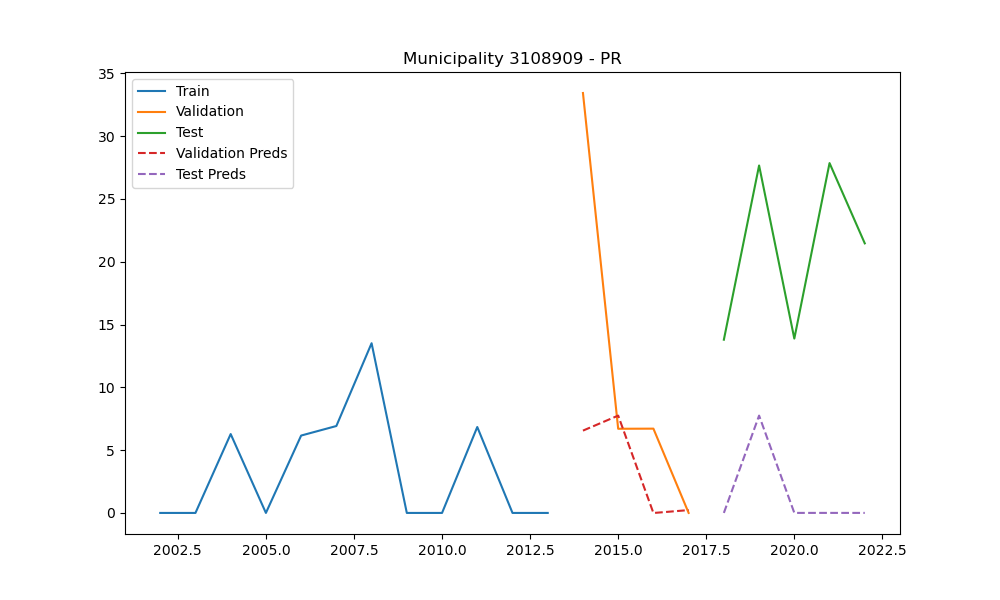 Municipality 3108909 - PR
35
30
25
20
15
10
5
0
Train
Validation
Test
Validation Preds
Test Preds
2002.5 2005.0 2007.5 2010.0 2012.5 2015.0 2017.5 2020.0 2022.5